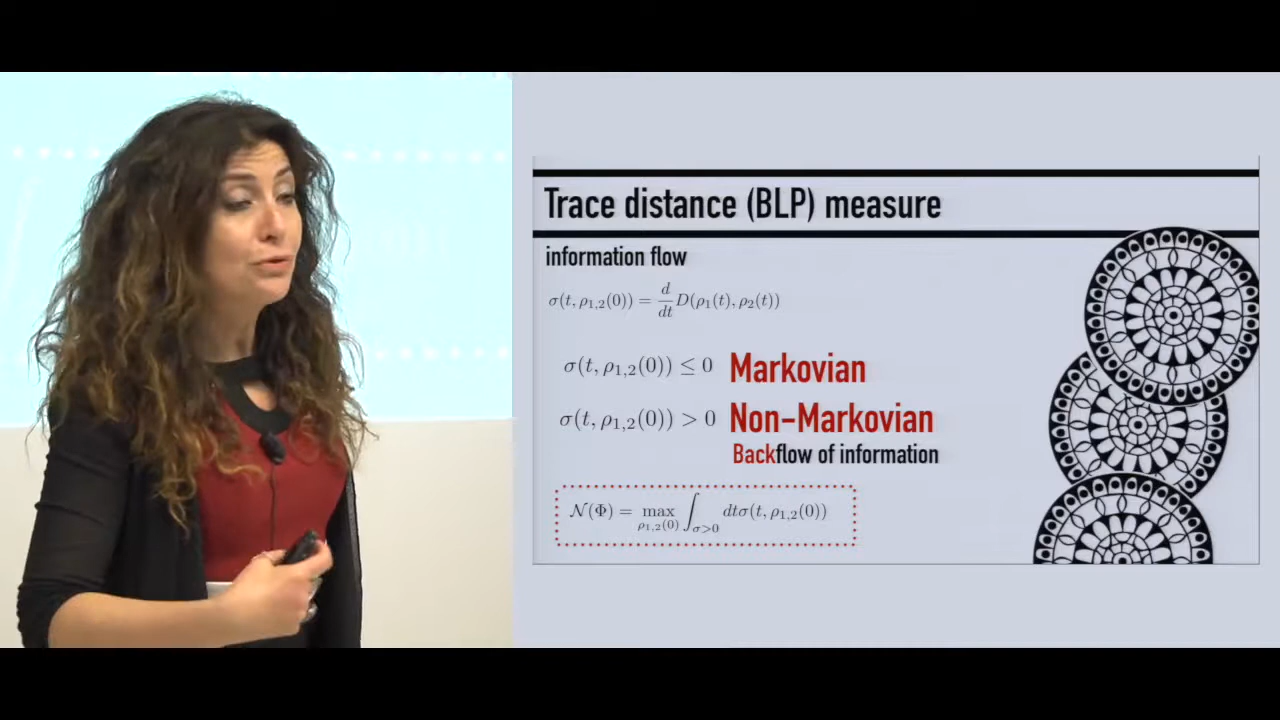 Trace distance (BLP) measure
information flow
σ(t, ρ₁,₂(0)) = d/dt D(ρ₁(t), ρ₂(t))
σ(t, ρ₁,₂(0)) ≤ 0 Markovian
σ(t, ρ₁,₂(0)) > 0 Non-Markovian
Backflow of information
𝒩(Φ) = max_{ρ₁,₂(0)} ∫_{σ>0} dtσ(t, ρ₁,₂(0))